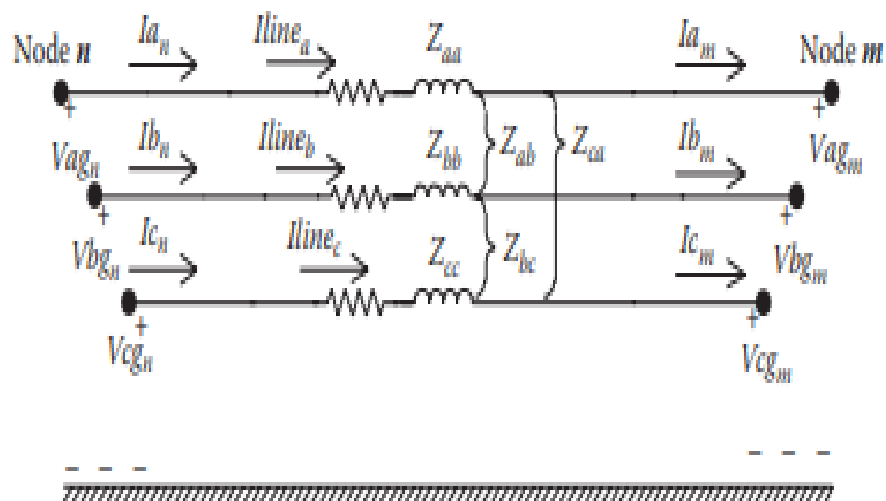 Node n Ia_n Iline_a Z_aa Ia_m Node m
+ +
Vag_n Ib_n Iline_b Z_bb Z_ab Z_ca Ib_m Vag_m
+ +
Vbg_n Ic_n Iline_c Z_cc Z_bc Ic_m Vbg_m
+ +
Vcg_n Vcg_m
- - -
- - -